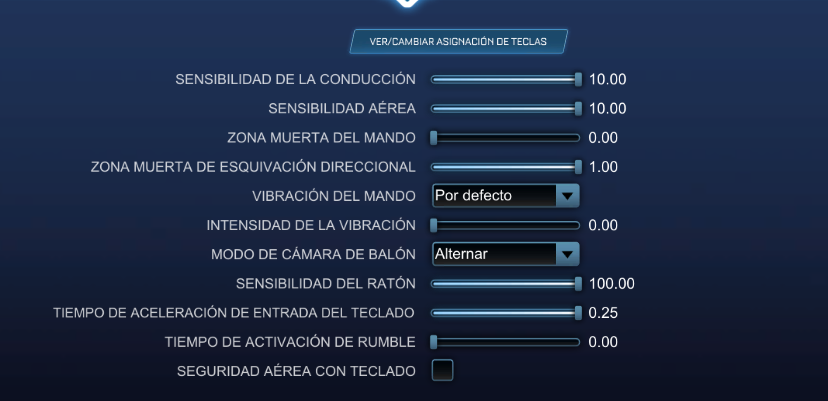 VER/CAMBIAR ASIGNACIÓN DE TECLAS
SENSIBILIDAD DE LA CONDUCCIÓN 10.00
SENSIBILIDAD AÉREA 10.00
ZONA MUERTA DEL MANDO 0.00
ZONA MUERTA DE ESQUIVACIÓN DIRECCIONAL 1.00
VIBRACIÓN DEL MANDO Por defecto
INTENSIDAD DE LA VIBRACIÓN 0.00
MODO DE CÁMARA DE BALÓN Alternar
SENSIBILIDAD DEL RATÓN 100.00
TIEMPO DE ACELERACIÓN DE ENTRADA DEL TECLADO 0.25
TIEMPO DE ACTIVACIÓN DE RUMBLE 0.00
SEGURIDAD AÉREA CON TECLADO